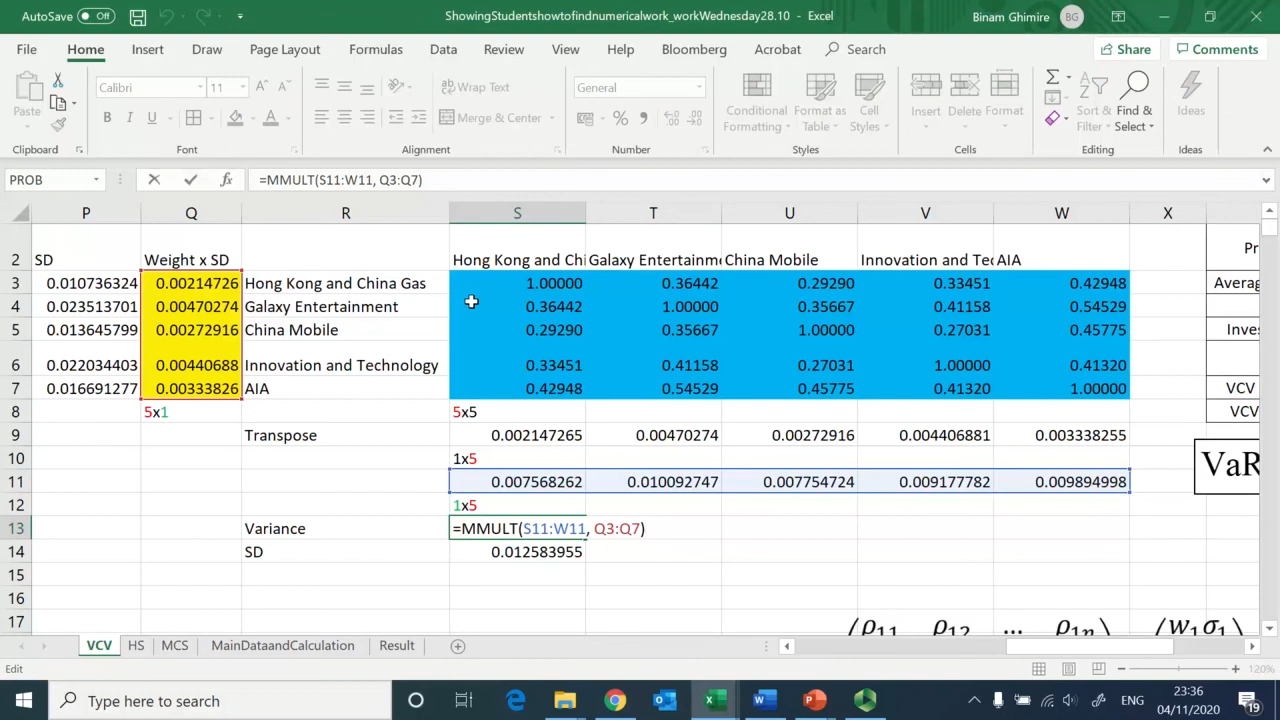 AutoSave Off
ShowingStudentshowtofindnumericalwork_workWednesday28.10 - Excel
Binam Ghimire BG
File Home Insert Draw Page Layout Formulas Data Review View Help Bloomberg Acrobat Search Share Comments
Paste
Calibri 11
B I U A
Wrap Text
Merge & Center
General
Conditional Formatting
Format as Table
Cell Styles
Insert Delete Format
Sort & Filter
Find & Select
Ideas
Clipboard Font Alignment Number Styles Cells Editing Ideas
PROB fx =MMULT(S11:W11, Q3:Q7)
P Q R S T U V W X
2 SD Weight x SD Hong Kong and Chi Galaxy Entertainm China Mobile Innovation and Tec AIA Pr
3 0.010736324 0.00214726 Hong Kong and China Gas 1.00000 0.36442 0.29290 0.33451 0.42948 Averag
4 0.023513701 0.00470274 Galaxy Entertainment 0.36442 1.00000 0.35667 0.41158 0.54529
5 0.013645799 0.00272916 China Mobile 0.29290 0.35667 1.00000 0.27031 0.45775 Inves
6 0.022034403 0.00440688 Innovation and Technology 0.33451 0.41158 0.27031 1.00000 0.41320
7 0.016691277 0.00333826 AIA 0.42948 0.54529 0.45775 0.41320 1.00000 VCV
8 5x1 5x5 VCV
9 Transpose 0.002147265 0.00470274 0.00272916 0.004406881 0.003338255
10 1x5 VaR
11 0.007568262 0.010092747 0.007754724 0.009177782 0.009894998
12 1x5
13 Variance =MMULT(S11:W11, Q3:Q7)
14 SD 0.012583955
15
16
17 ρ11 ρ12 … ρ1n w1σ1
VCV HS MCS MainDataandCalculation Result
Edit 120%
Type here to search
ENG
23:36
04/11/2020
19